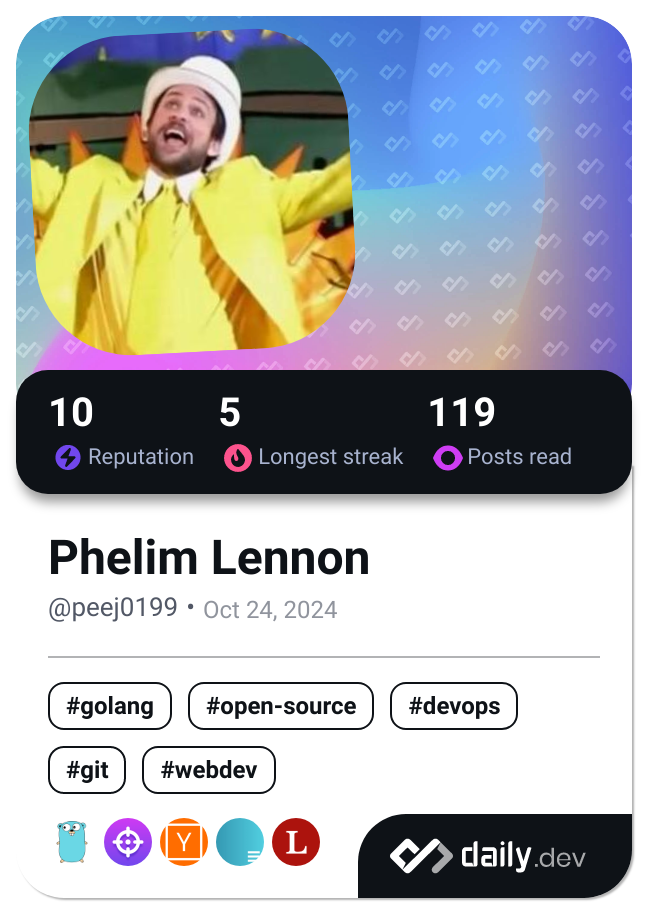 10 5 119
Reputation Longest streak Posts read
Phelim Lennon
@peej0199 • Oct 24, 2024
#golang #open-source #devops
#git #webdev
Y L
daily.dev